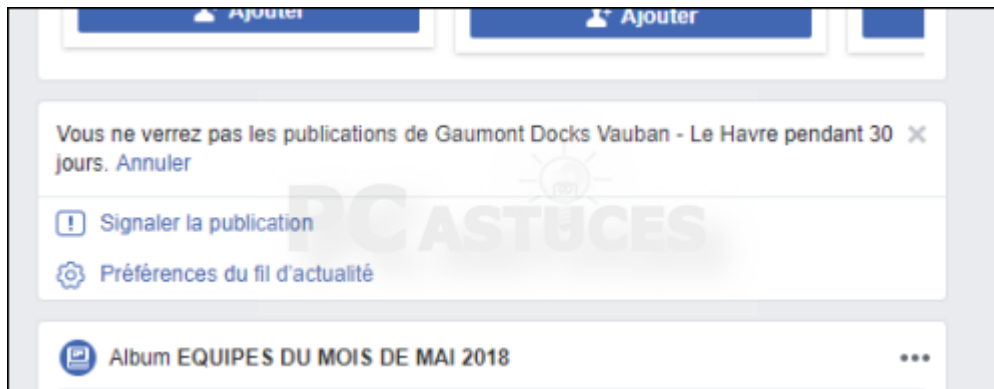 Ajouter
Ajouter
Vous ne verrez pas les publications de Gaumont Docks Vauban - Le Havre pendant 30
jours. Annuler
PC ASTUCES
Signaler la publication
Préférences du fil d'actualité
Album EQUIPES DU MOIS DE MAI 2018